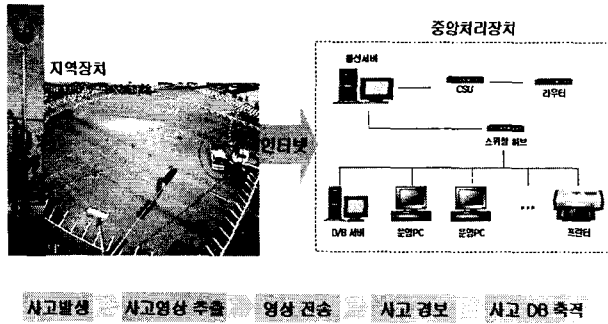 중앙처리장치
지역장치
통신서버
CSU
라우터
인터넷
스위칭 허브
D/B 서버
운영PC
운영PC
...
프린터
사고발생
사고영상 추출
영상 전송
사고 경보
사고 DB 축적